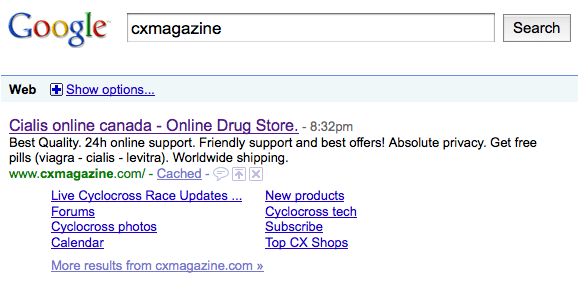 Google cxmagazine Search
Web Show options...
Cialis online canada - Online Drug Store. - 8:32pm
Best Quality. 24h online support. Friendly support and best offers! Absolute privacy. Get free
pills (viagra - cialis - levitra). Worldwide shipping.
www.cxmagazine.com/ - Cached -
Live Cyclocross Race Updates ... New products
Forums Cyclocross tech
Cyclocross photos Subscribe
Calendar Top CX Shops
More results from cxmagazine.com »